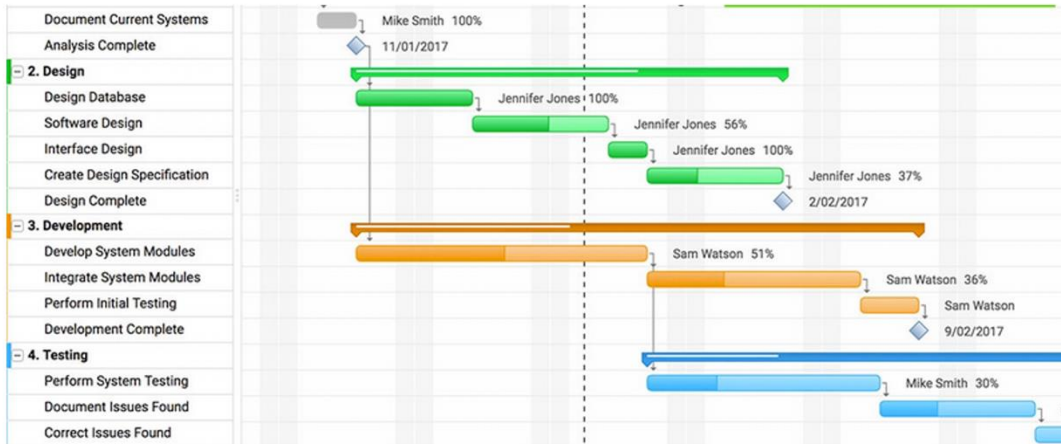 Document Current Systems Mike Smith 100%
Analysis Complete 11/01/2017
2. Design
Design Database Jennifer Jones 100%
Software Design Jennifer Jones 56%
Interface Design Jennifer Jones 100%
Create Design Specification Jennifer Jones 37%
Design Complete 2/02/2017
3. Development
Develop System Modules Sam Watson 51%
Integrate System Modules Sam Watson 36%
Perform Initial Testing Sam Watson
Development Complete 9/02/2017
4. Testing
Perform System Testing Mike Smith 30%
Document Issues Found
Correct Issues Found